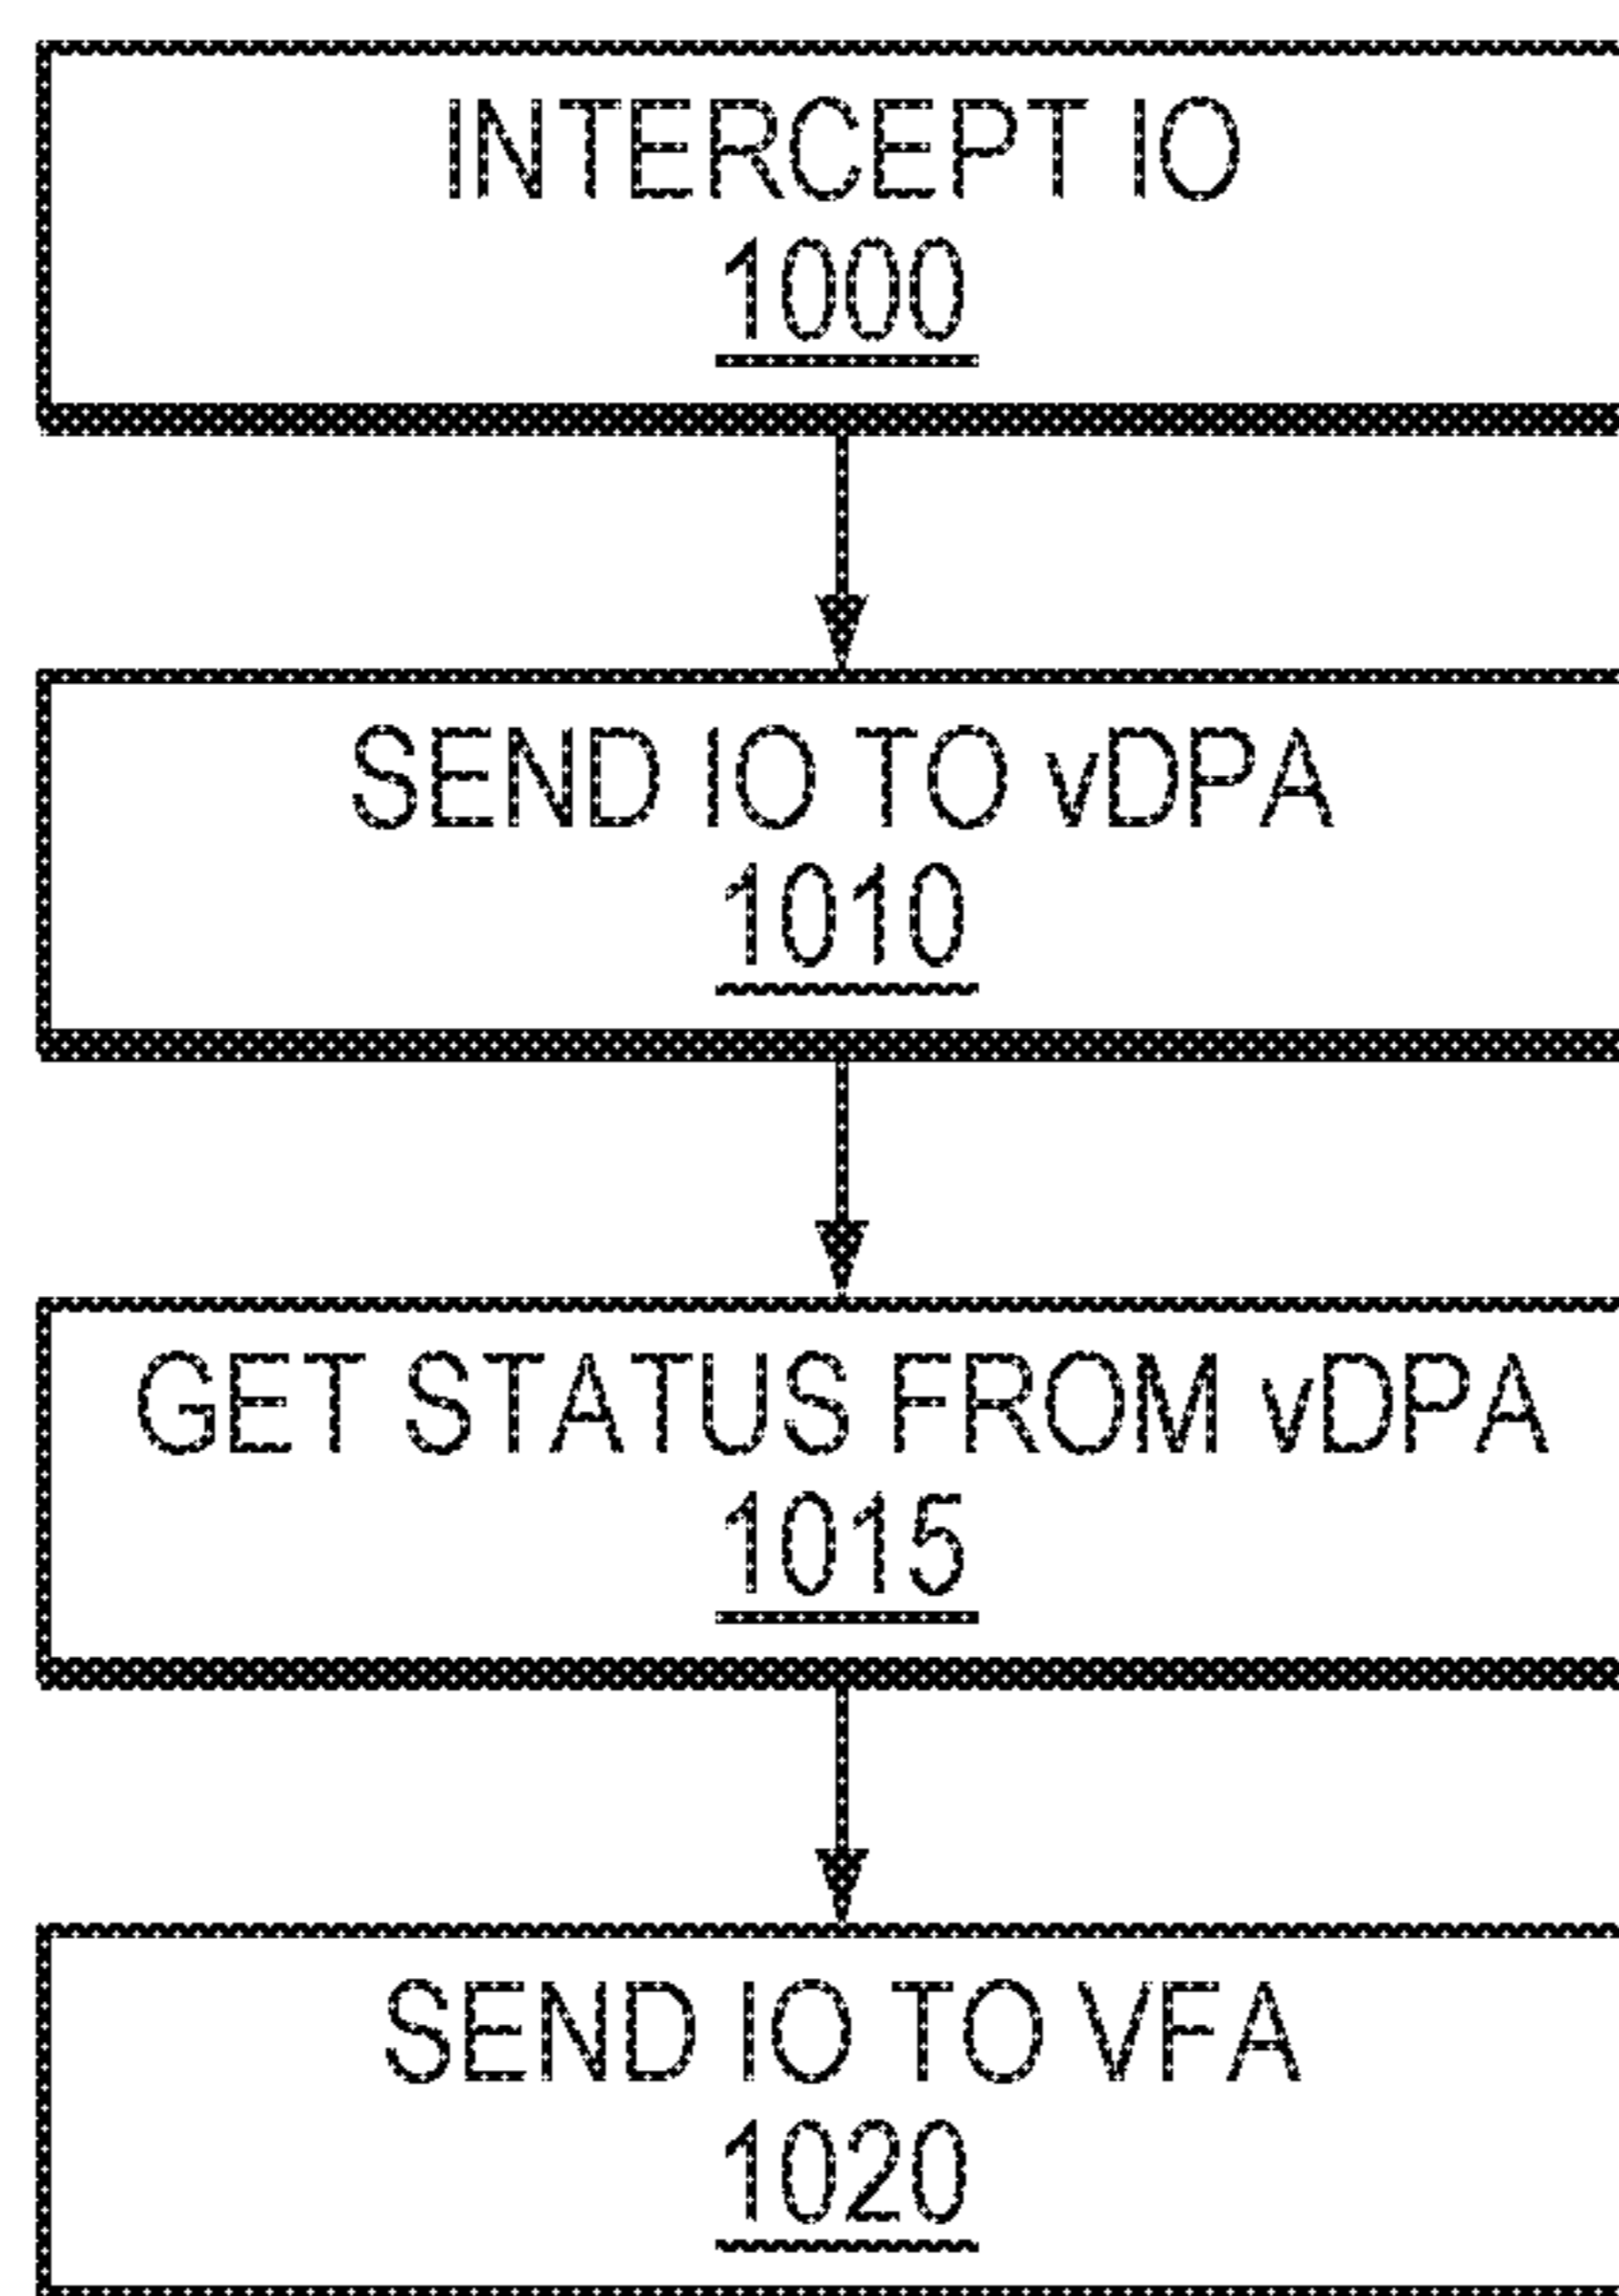 INTERCEPT IO
1000
SEND IO TO vDPA
1010
GET STATUS FROM vDPA
1015
SEND IO TO VFA
1020